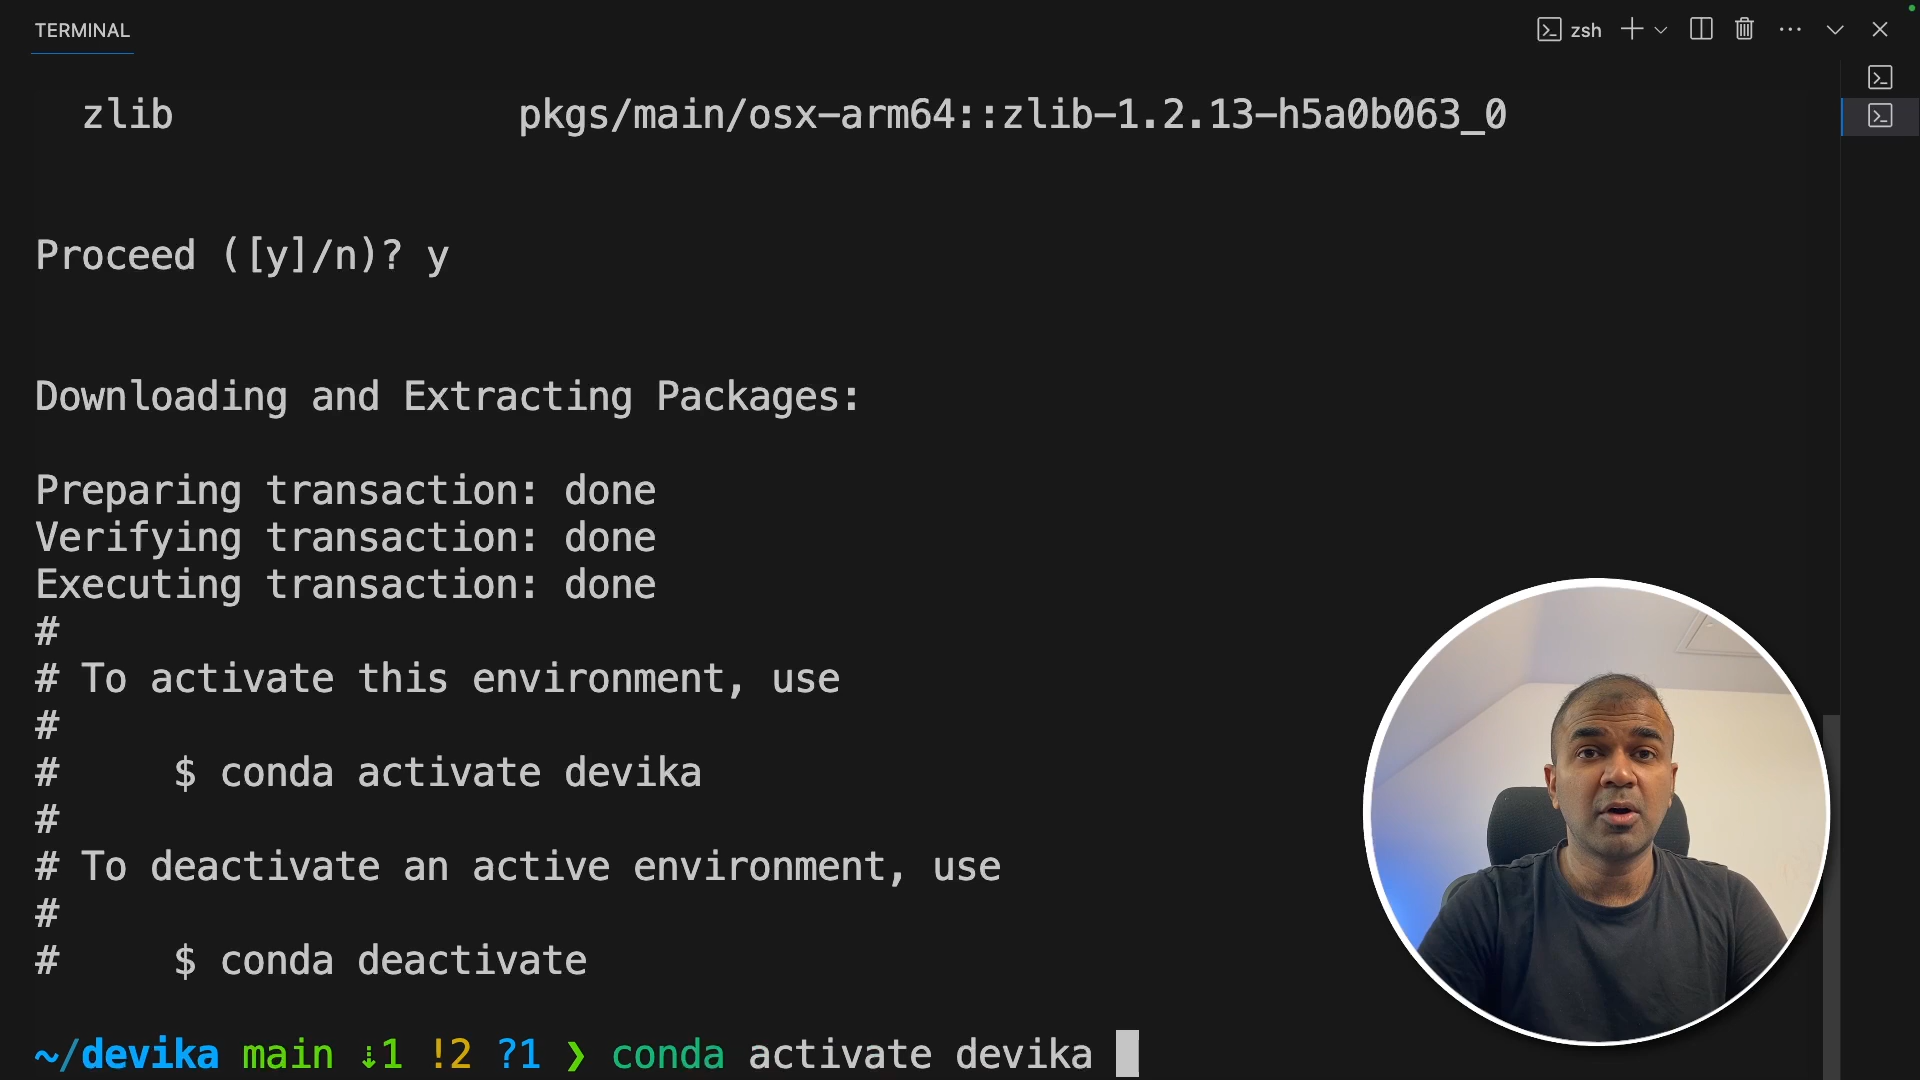 TERMINAL
zsh
zlib pkgs/main/osx-arm64::zlib-1.2.13-h5a0b063_0
Proceed ([y]/n)? y
Downloading and Extracting Packages:
Preparing transaction: done
Verifying transaction: done
Executing transaction: done
#
# To activate this environment, use
#
# $ conda activate devika
#
# To deactivate an active environment, use
#
# $ conda deactivate
~/devika main ⇣1 !2 ?1 ❯ conda activate devika